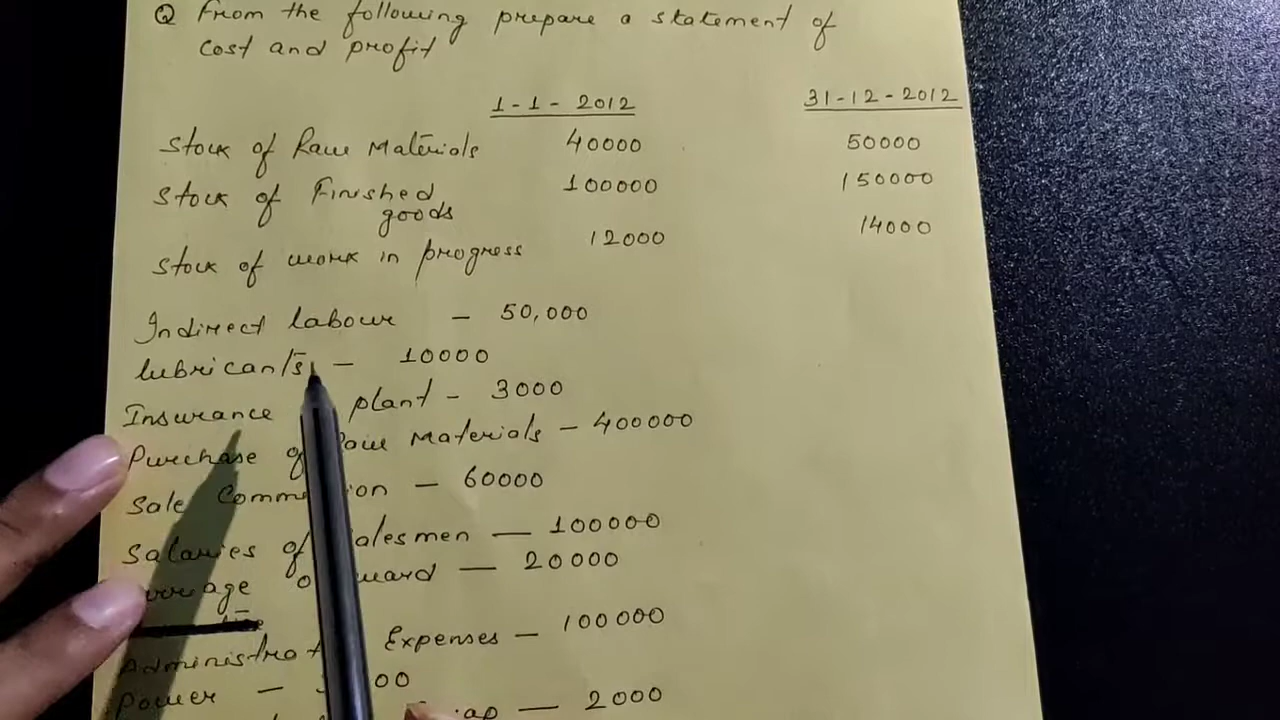 Q From the following prepare a statement of
cost and profit
1-1-2012 31-12-2012
Stock of Raw Materials 40000 50000
Stock of Finished goods 100000 150000
Stock of work in progress 12000 14000
Indirect labour - 50,000
lubricants - 10000
Insurance plant - 3000
Purchase of Raw Materials - 400000
Sale - 60000
Salaries of Salesmen - 100000
- 20000
Expenses - 100000
Power -
- 2000